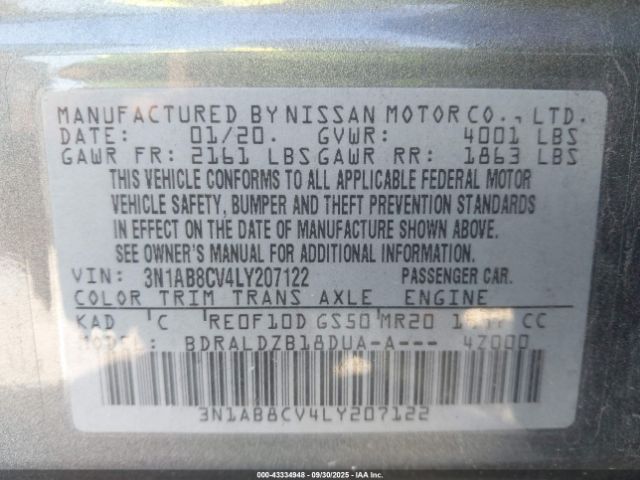 MANUFACTURED BY NISSAN MOTOR CO., LTD.
DATE: 01/20. GVWR: 4001 LBS
GAWR FR: 2161 LBS GAWR RR: 1863 LBS
THIS VEHICLE CONFORMS TO ALL APPLICABLE FEDERAL MOTOR
VEHICLE SAFETY, BUMPER AND THEFT PREVENTION STANDARDS
IN EFFECT ON THE DATE OF MANUFACTURE SHOWN ABOVE.
SEE OWNER'S MANUAL FOR ADDITIONAL INFORMATION.
VIN: 3N1AB8CV4LY207122 PASSENGER CAR.
COLOR TRIM TRANS AXLE ENGINE
KAD C RE0F10D GS50 MR20 CC
MODEL: BDRALDZB18DUA-A--- 4Z000
3N1AB8CV4LY207122
000-43334948 - 09/30/2025 - © IAA Inc.